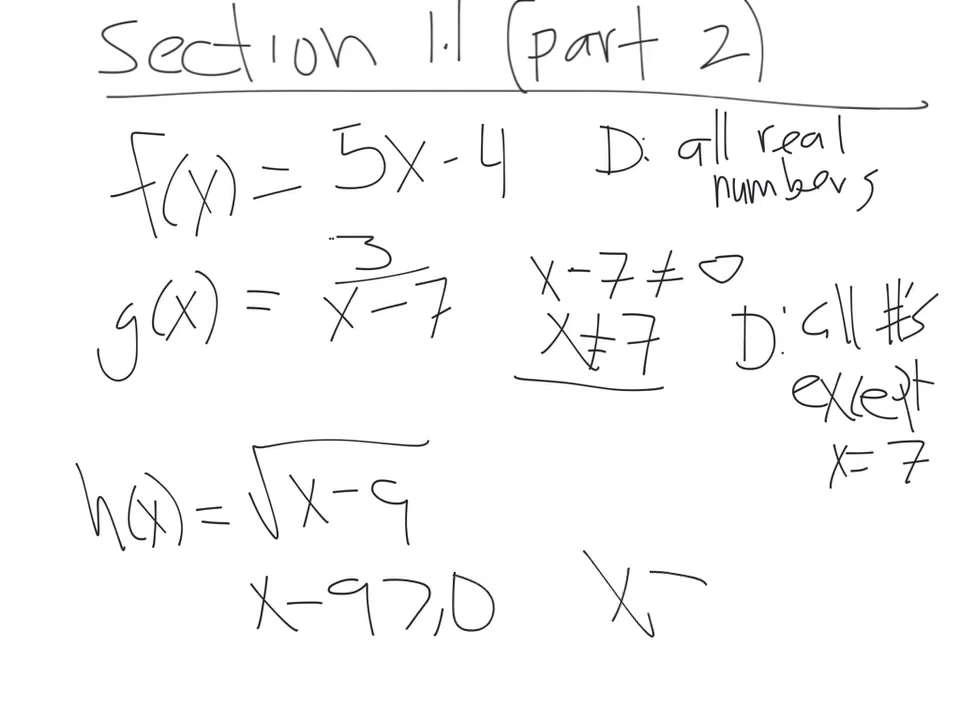 Section 1.1 (part 2)
f(x) = 5x - 4 D: all real numbers
g(x) = 3/(x - 7) x - 7 ≠ 0
x ≠ 7 D: all #'s except x = 7
h(x) = √(x - 9)
x - 9 ≥ 0 x